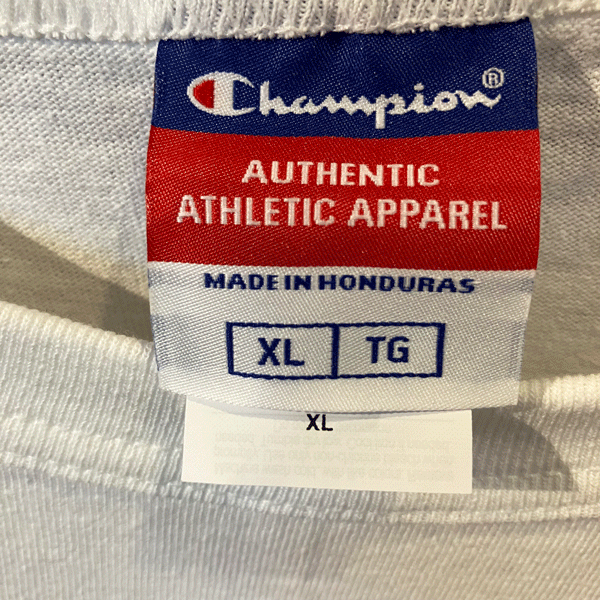 Champion®
AUTHENTIC
ATHLETIC APPAREL
MADE IN HONDURAS
XL TG
XL